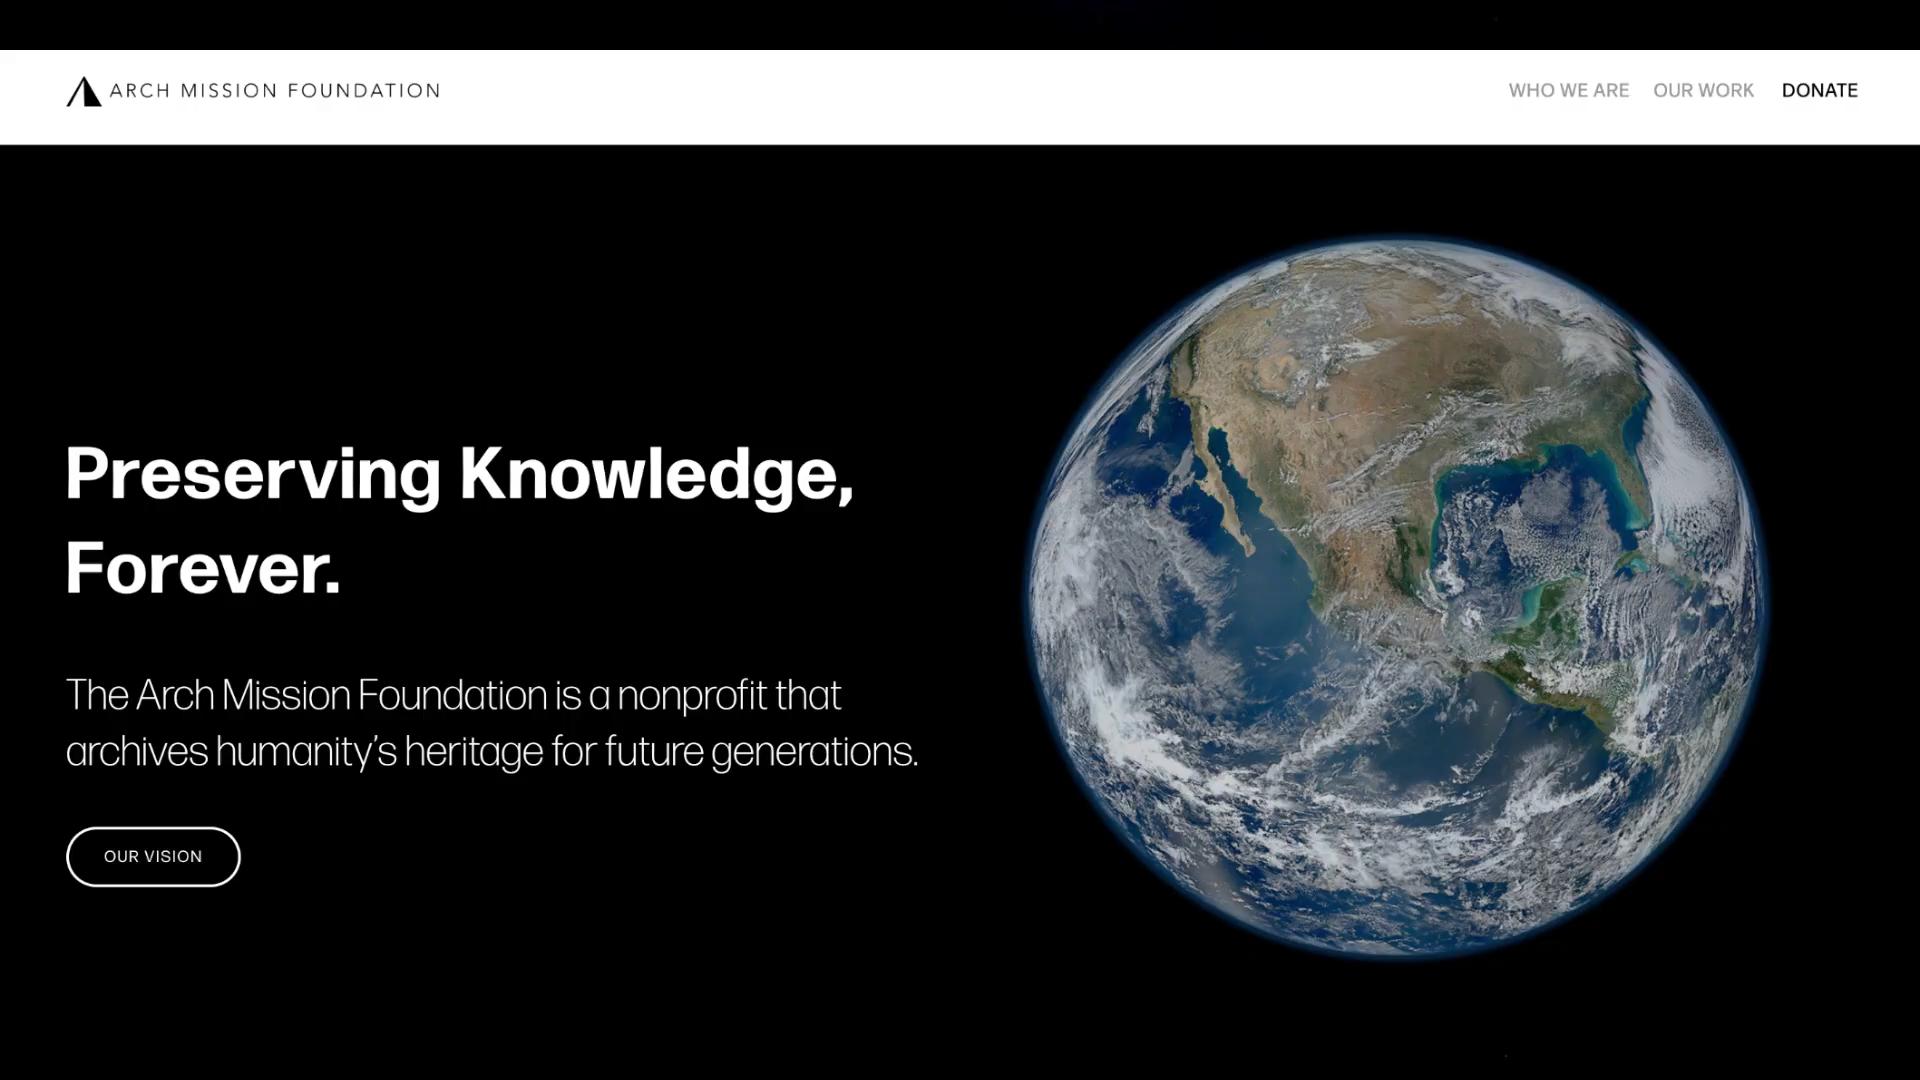 ARCH MISSION FOUNDATION
WHO WE ARE OUR WORK DONATE
Preserving Knowledge,
Forever.
The Arch Mission Foundation is a nonprofit that
archives humanity’s heritage for future generations.
OUR VISION